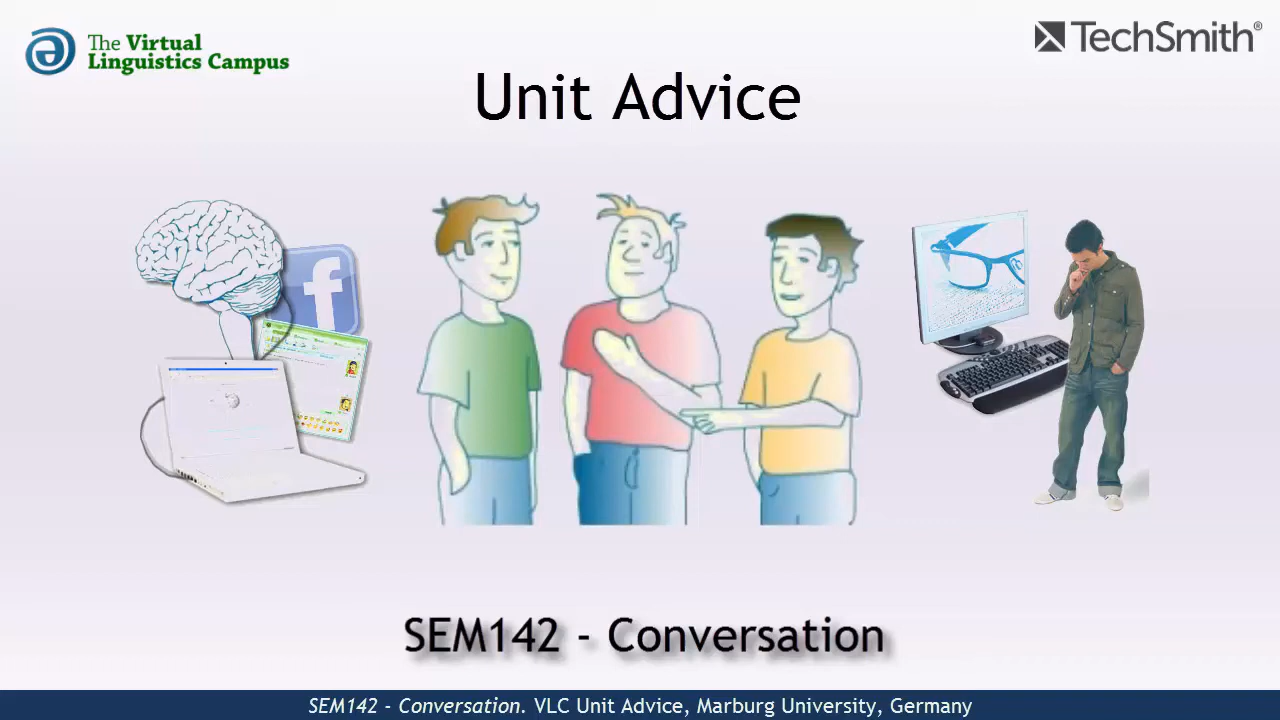 The Virtual
Linguistics Campus
TechSmith®
Unit Advice
f
SEM142 - Conversation
SEM142 - Conversation. VLC Unit Advice, Marburg University, Germany